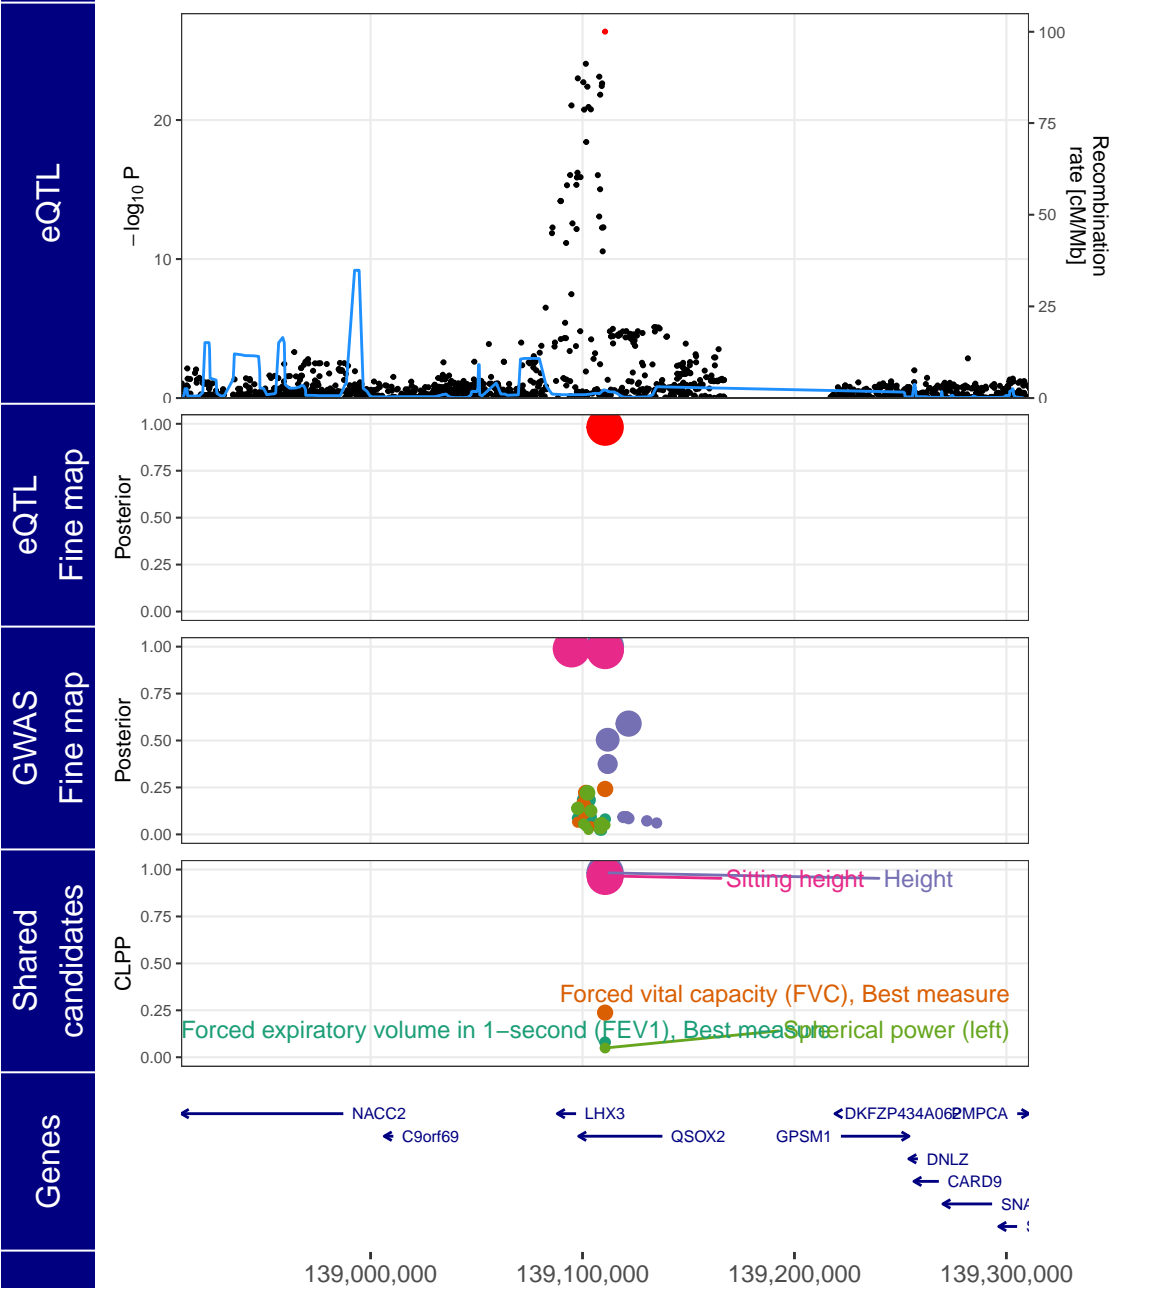 eQTL
−log10 P
20
10
0
100
75
50
25
0
Recombination
rate [cM/Mb]
eQTL
Fine map
Posterior
1.00
0.75
0.50
0.25
0.00
GWAS
Fine map
Posterior
1.00
0.75
0.50
0.25
0.00
Shared
candidates
CLPP
1.00
0.75
0.50
0.25
0.00
Sitting height
Height
Forced vital capacity (FVC), Best measure
Forced expiratory volume in 1−second (FEV1), Best measure
Spherical power (left)
Genes
NACC2
LHX3
DKFZP434A062
PMPCA
C9orf69
QSOX2
GPSM1
DNLZ
CARD9
SNA
139,000,000
139,100,000
139,200,000
139,300,000